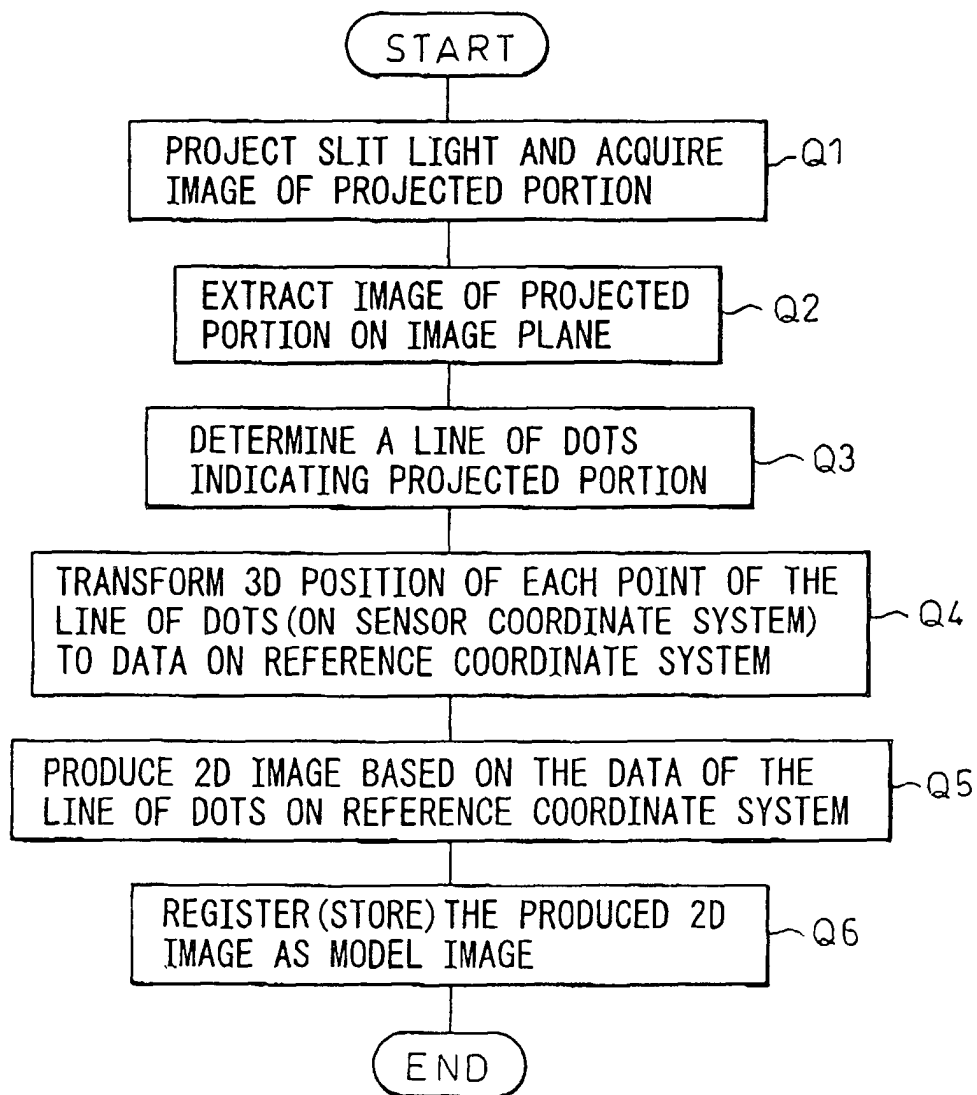 START
PROJECT SLIT LIGHT AND ACQUIRE
IMAGE OF PROJECTED PORTION
Q1
EXTRACT IMAGE OF PROJECTED
PORTION ON IMAGE PLANE
Q2
DETERMINE A LINE OF DOTS
INDICATING PROJECTED PORTION
Q3
TRANSFORM 3D POSITION OF EACH POINT OF THE
LINE OF DOTS (ON SENSOR COORDINATE SYSTEM)
TO DATA ON REFERENCE COORDINATE SYSTEM
Q4
PRODUCE 2D IMAGE BASED ON THE DATA OF THE
LINE OF DOTS ON REFERENCE COORDINATE SYSTEM
Q5
REGISTER (STORE) THE PRODUCED 2D
IMAGE AS MODEL IMAGE
Q6
END